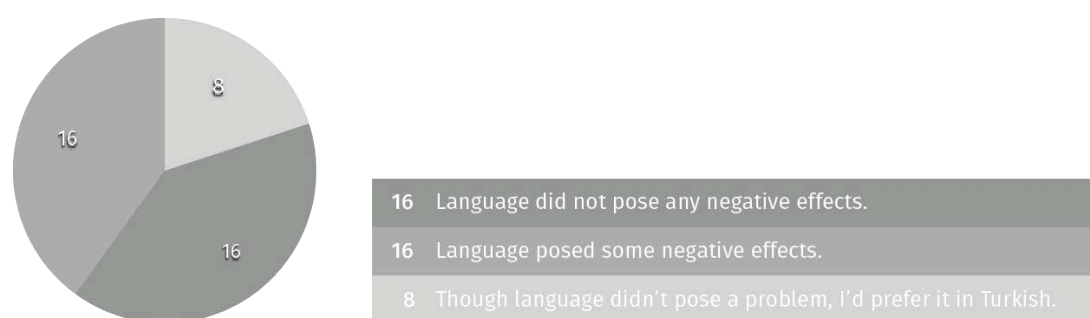 8
16
16
16 Language did not pose any negative effects.
16 Language posed some negative effects.
8 Though language didn't pose a problem, I'd prefer it in Turkish.